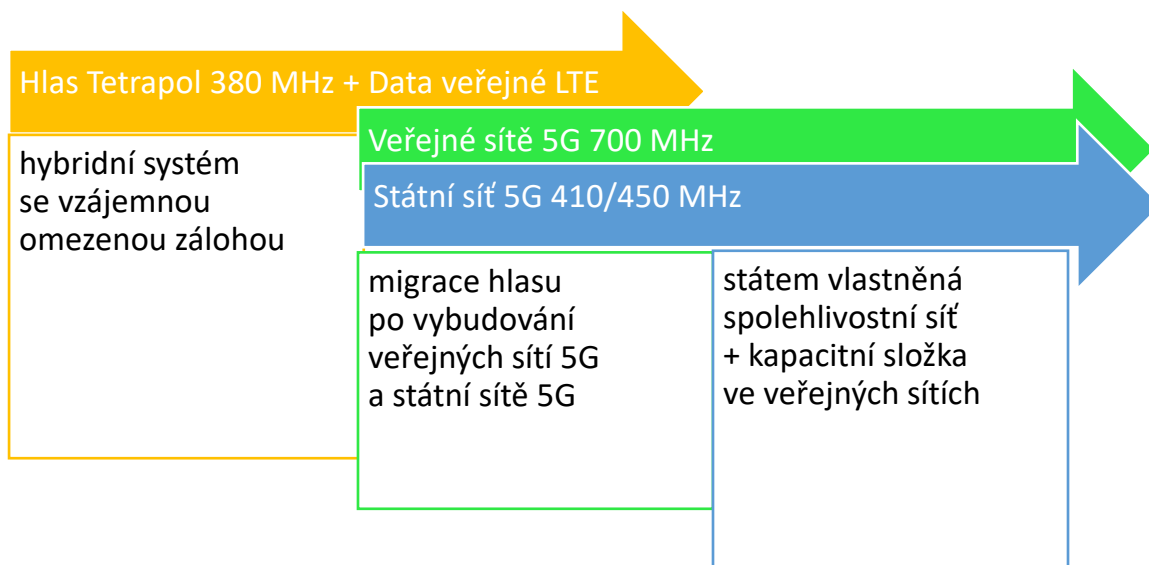 Hlas Tetrapol 380 MHz + Data veřejné LTE
hybridní systém
se vzájemnou
omezenou zálohou
Veřejné sítě 5G 700 MHz
Státní síť 5G 410/450 MHz
migrace hlasu
po vybudování
veřejných sítí 5G
a státní sítě 5G
státem vlastněná
spolehlivostní síť
+ kapacitní složka
ve veřejných sítích